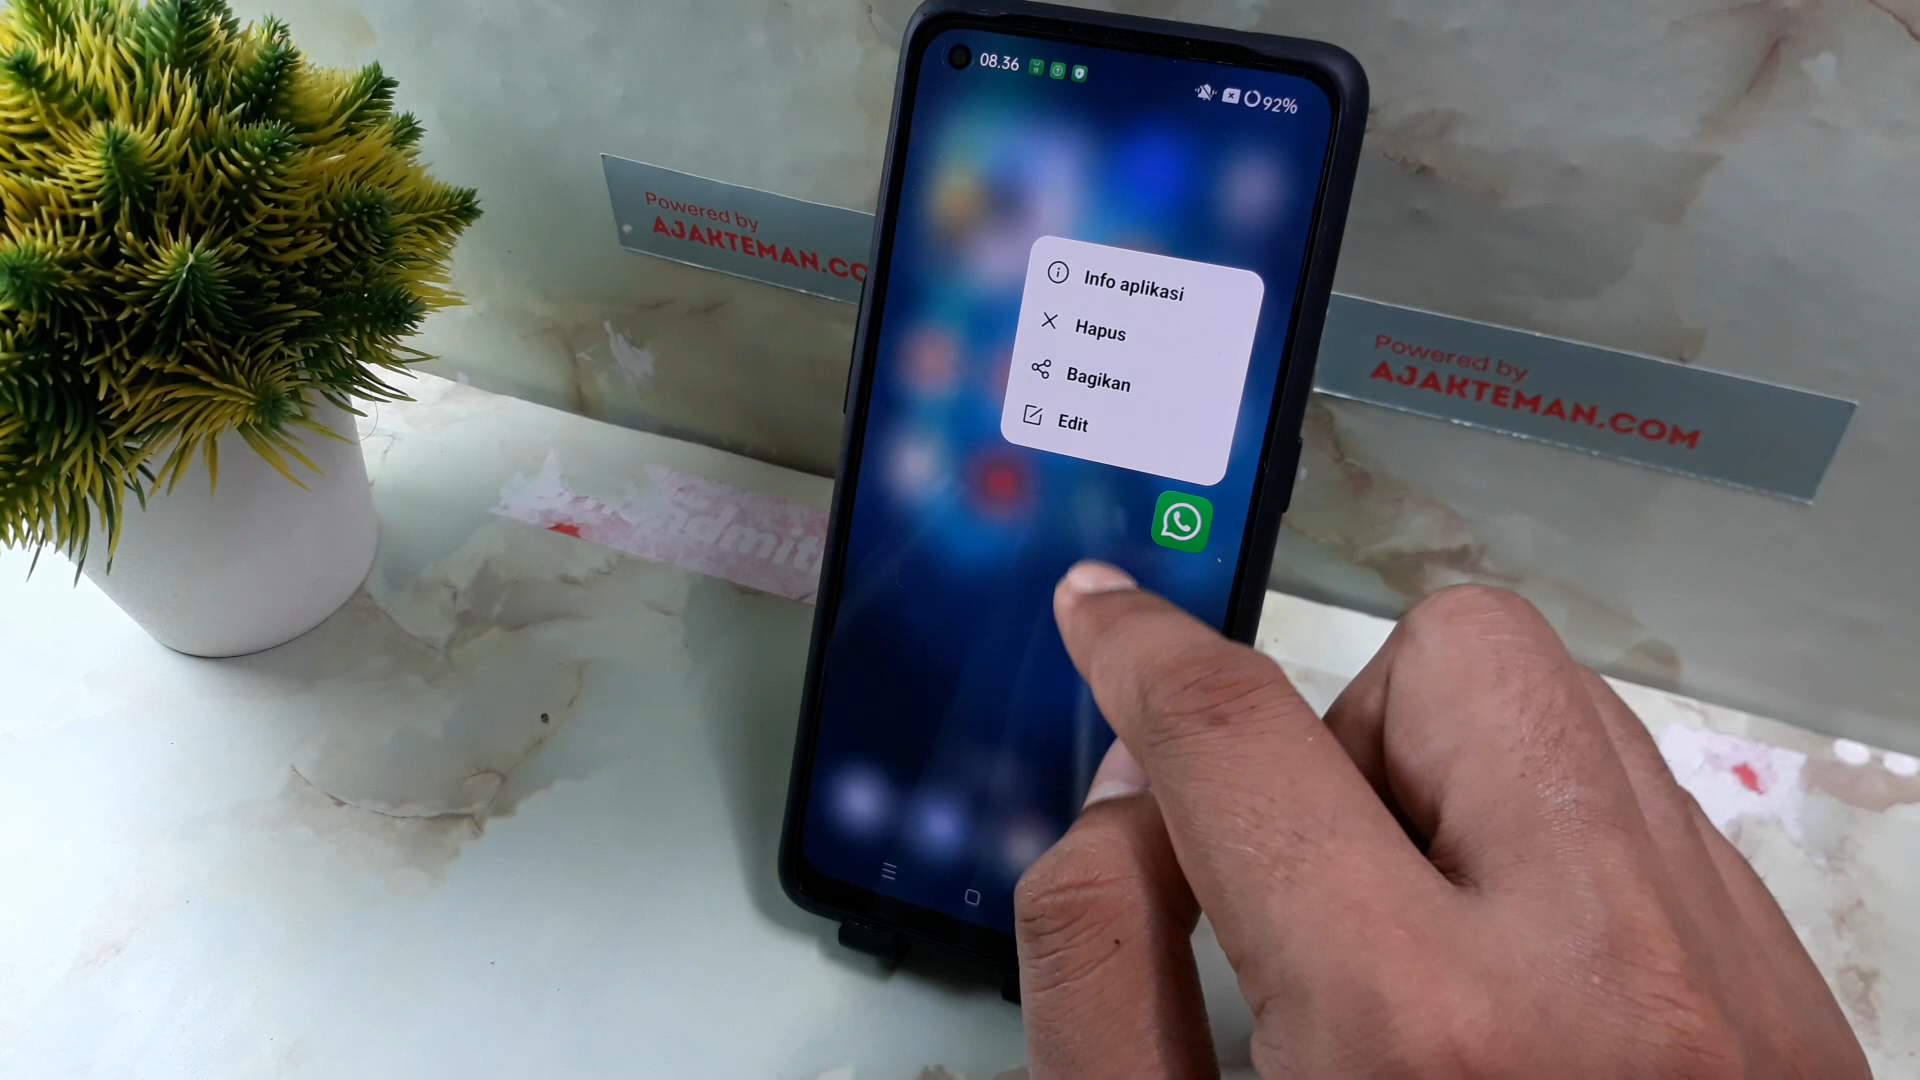 08.36
92%
Powered by
AJAKTEMAN.CO
Info aplikasi
Hapus
Bagikan
Edit
Powered by
AJAKTEMAN.COM